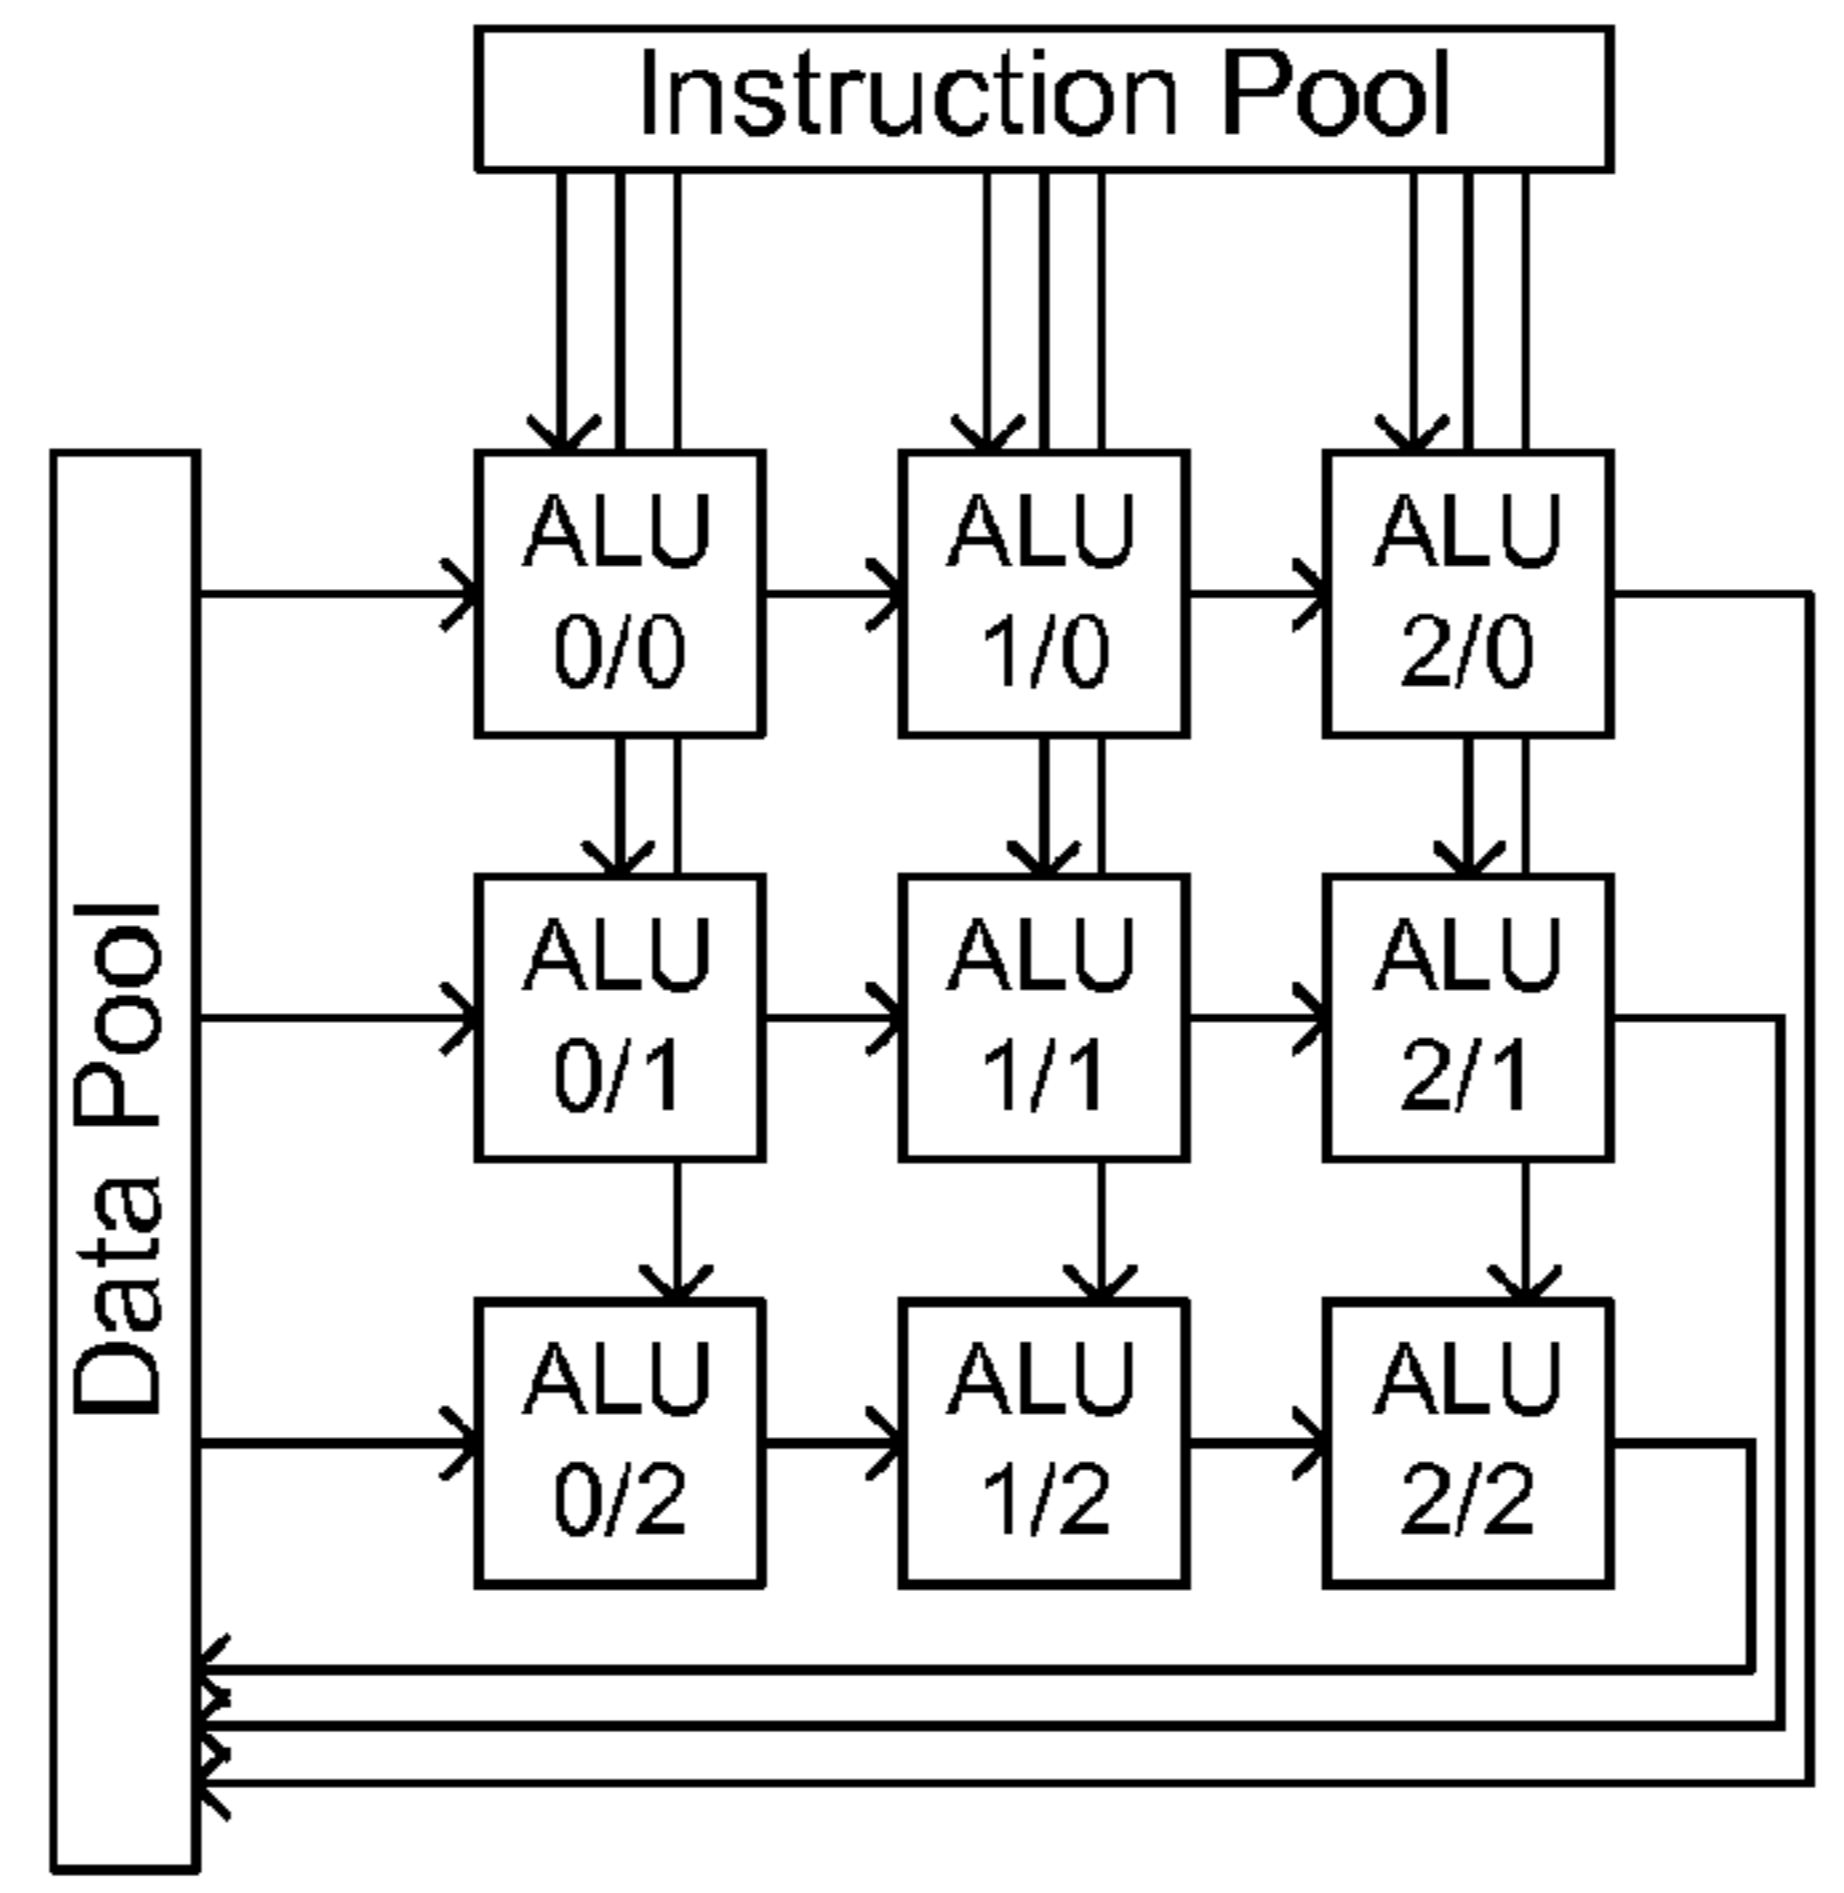 Instruction Pool
Data Pool
ALU
0/0
ALU
1/0
ALU
2/0
ALU
0/1
ALU
1/1
ALU
2/1
ALU
0/2
ALU
1/2
ALU
2/2